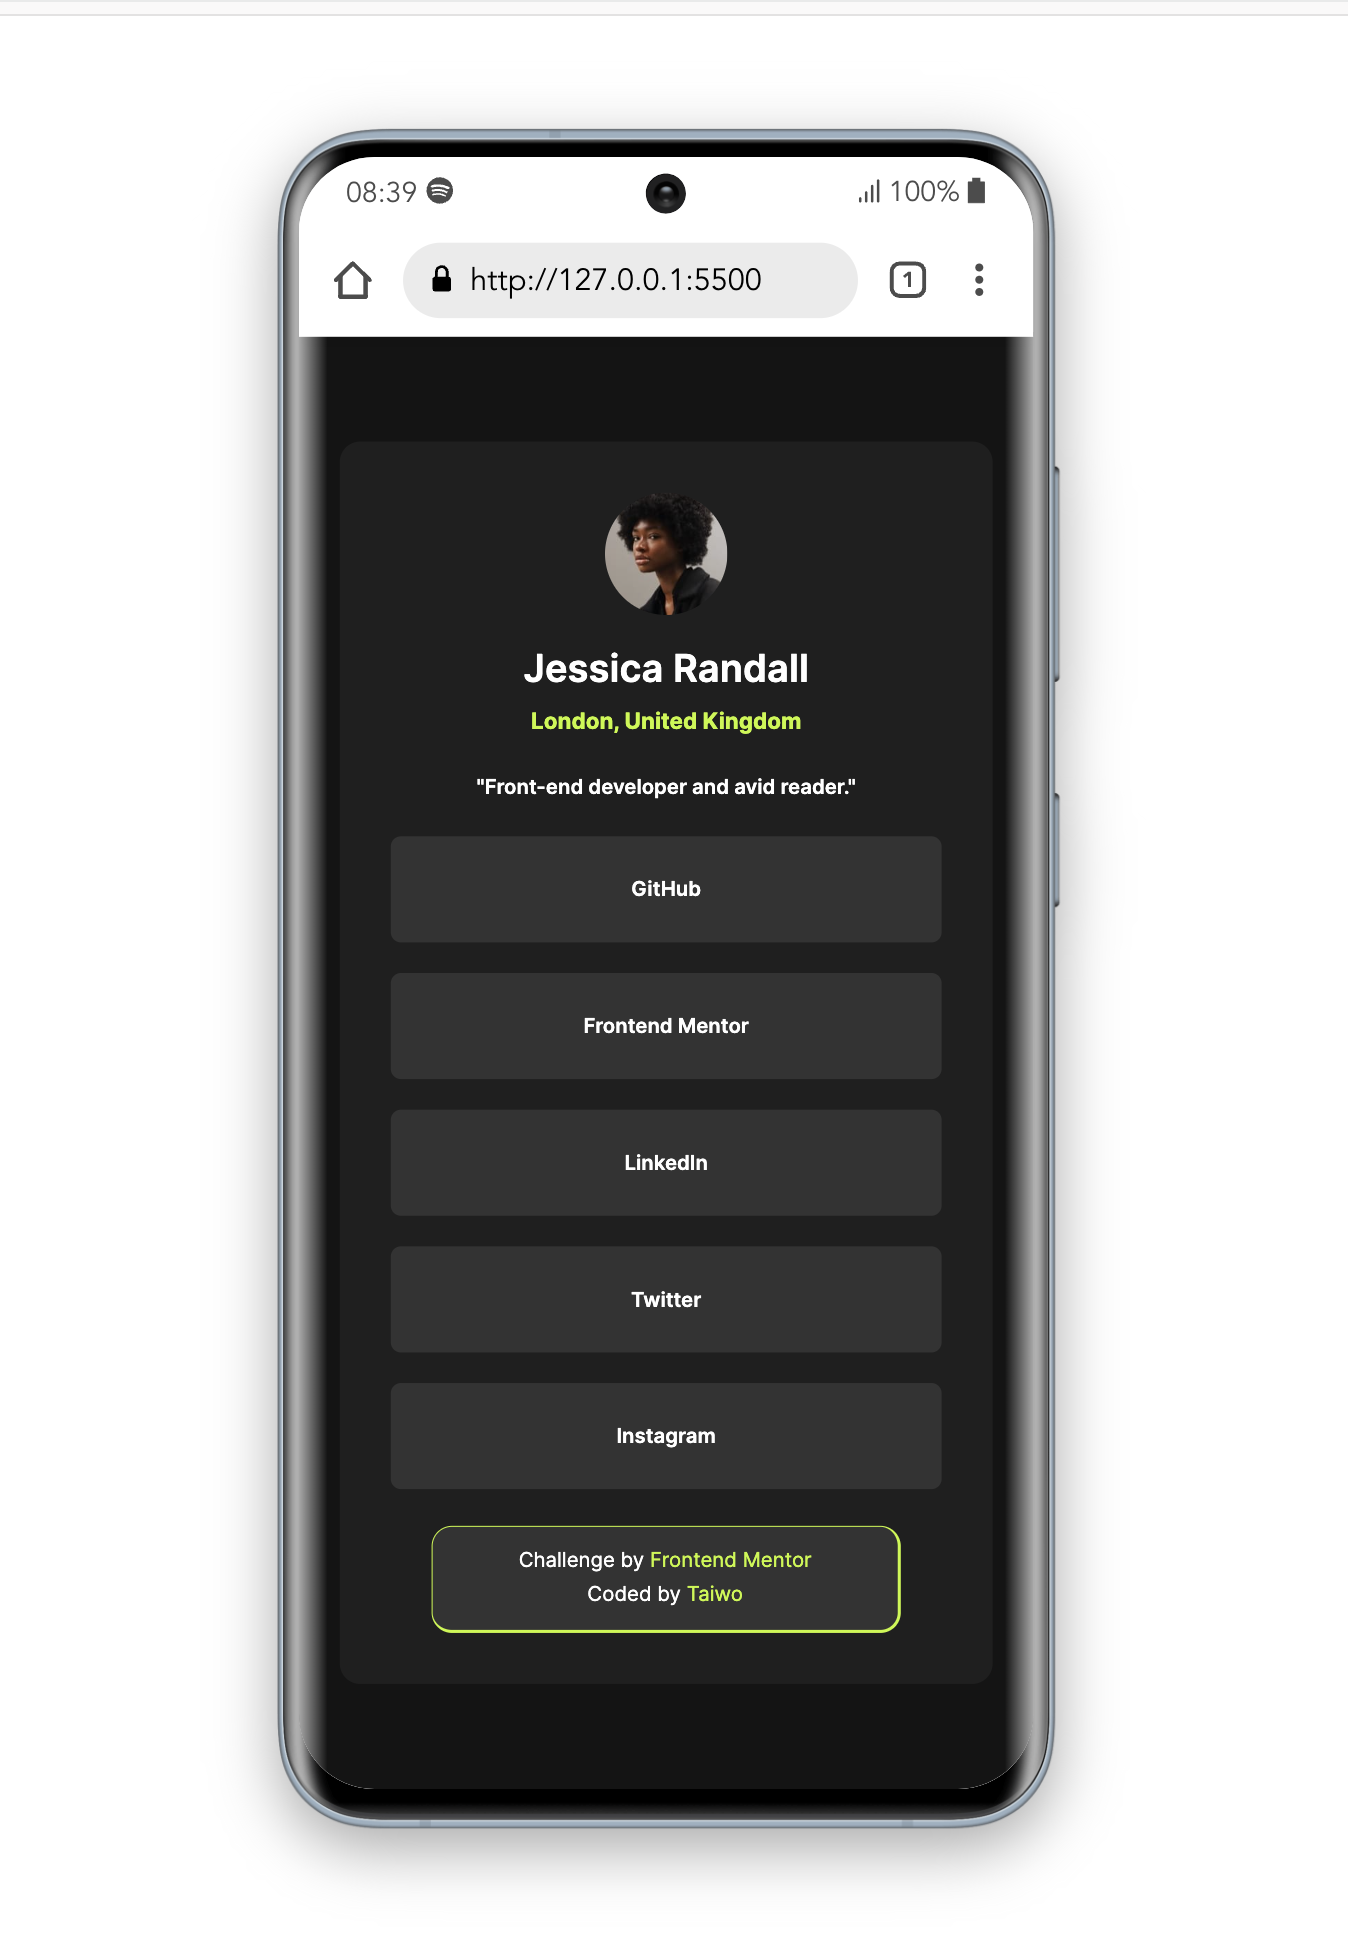 08:39
100%
http://127.0.0.1:5500
1
Jessica Randall
London, United Kingdom
"Front-end developer and avid reader."
GitHub
Frontend Mentor
LinkedIn
Twitter
Instagram
Challenge by Frontend Mentor
Coded by Taiwo